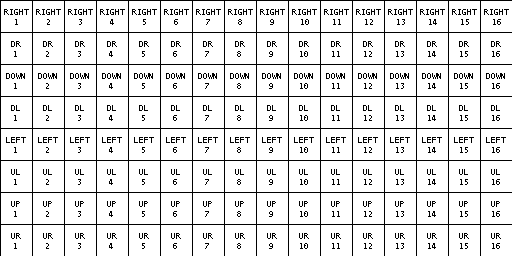 RIGHT RIGHT RIGHT RIGHT RIGHT RIGHT RIGHT RIGHT RIGHT RIGHT RIGHT RIGHT RIGHT RIGHT RIGHT RIGHT
1 2 3 4 5 6 7 8 9 10 11 12 13 14 15 16
DR DR DR DR DR DR DR DR DR DR DR DR DR DR DR DR
1 2 3 4 5 6 7 8 9 10 11 12 13 14 15 16
DOWN DOWN DOWN DOWN DOWN DOWN DOWN DOWN DOWN DOWN DOWN DOWN DOWN DOWN DOWN DOWN
1 2 3 4 5 6 7 8 9 10 11 12 13 14 15 16
DL DL DL DL DL DL DL DL DL DL DL DL DL DL DL DL
1 2 3 4 5 6 7 8 9 10 11 12 13 14 15 16
LEFT LEFT LEFT LEFT LEFT LEFT LEFT LEFT LEFT LEFT LEFT LEFT LEFT LEFT LEFT LEFT
1 2 3 4 5 6 7 8 9 10 11 12 13 14 15 16
UL UL UL UL UL UL UL UL UL UL UL UL UL UL UL UL
1 2 3 4 5 6 7 8 9 10 11 12 13 14 15 16
UP UP UP UP UP UP UP UP UP UP UP UP UP UP UP UP
1 2 3 4 5 6 7 8 9 10 11 12 13 14 15 16
UR UR UR UR UR UR UR UR UR UR UR UR UR UR UR UR
1 2 3 4 5 6 7 8 9 10 11 12 13 14 15 16